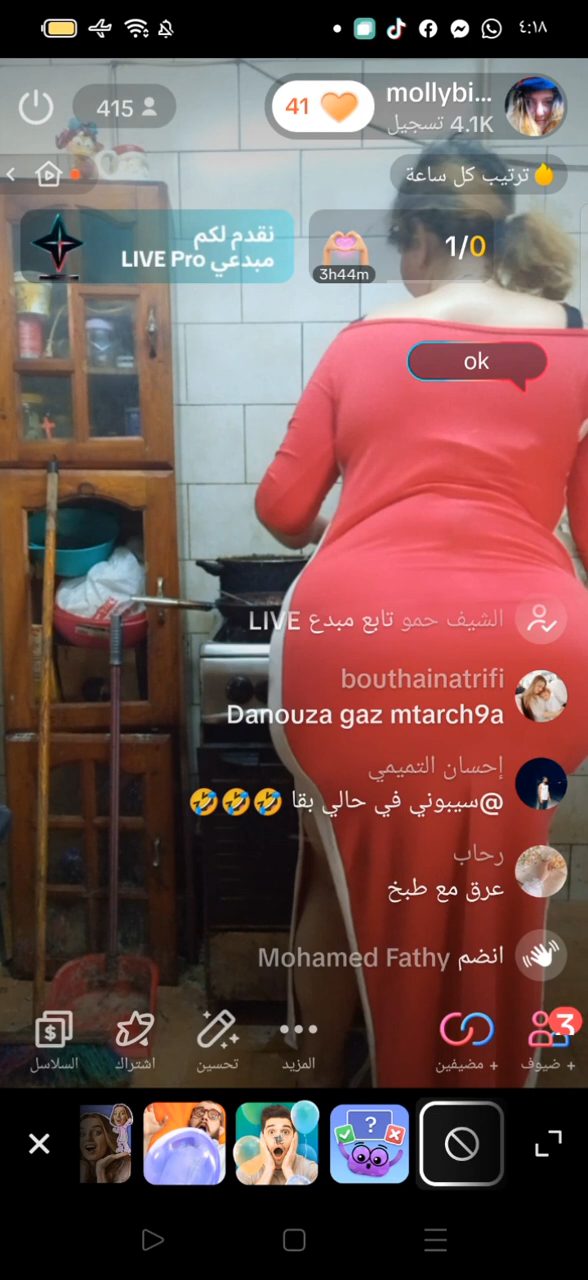 ٤:١٨
mollybi...
4.1K تسجيل
41
415
ترتيب كل ساعة
1/0
3h44m
نقدم لكم
مبدعي LIVE Pro
ok
الشيف حمو تابع مبدع LIVE
bouthainatrifi
Danouza gaz mtarch9a
إحسان التميمي
@سيبوني في حالي بقا 🤣🤣🤣
رحاب
عرق مع طبخ
Mohamed Fathy انضم
3
+ ضيوف
+ مضيفين
المزيد
تحسين
اشتراك
السلاسل